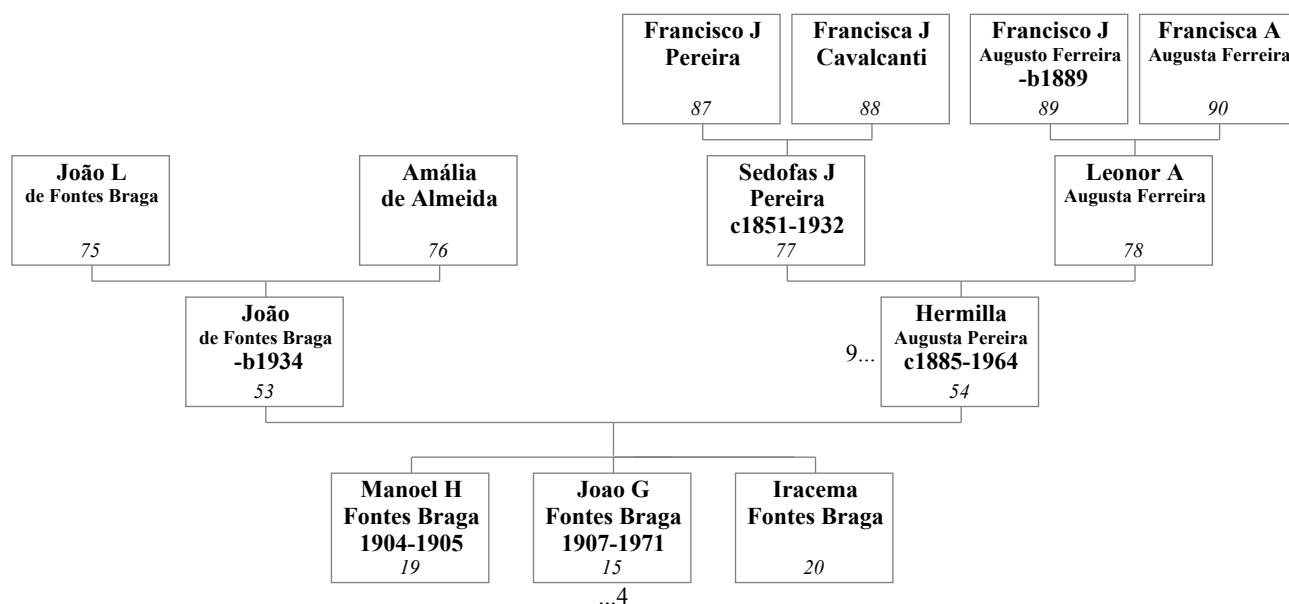 Francisco J
Pereira
87
Francisca J
Cavalcanti
88
Francisco J
Augusto Ferreira
-b1889
89
Francisca A
Augusta Ferreira
90
João L
de Fontes Braga
75
Amália
de Almeida
76
Sedofas J
Pereira
c1851-1932
77
Leonor A
Augusta Ferreira
78
João
de Fontes Braga
-b1934
53
9...
Hermilla
Augusta Pereira
c1885-1964
54
Manoel H
Fontes Braga
1904-1905
19
Joao G
Fontes Braga
1907-1971
15
Iracema
Fontes Braga
20
...4